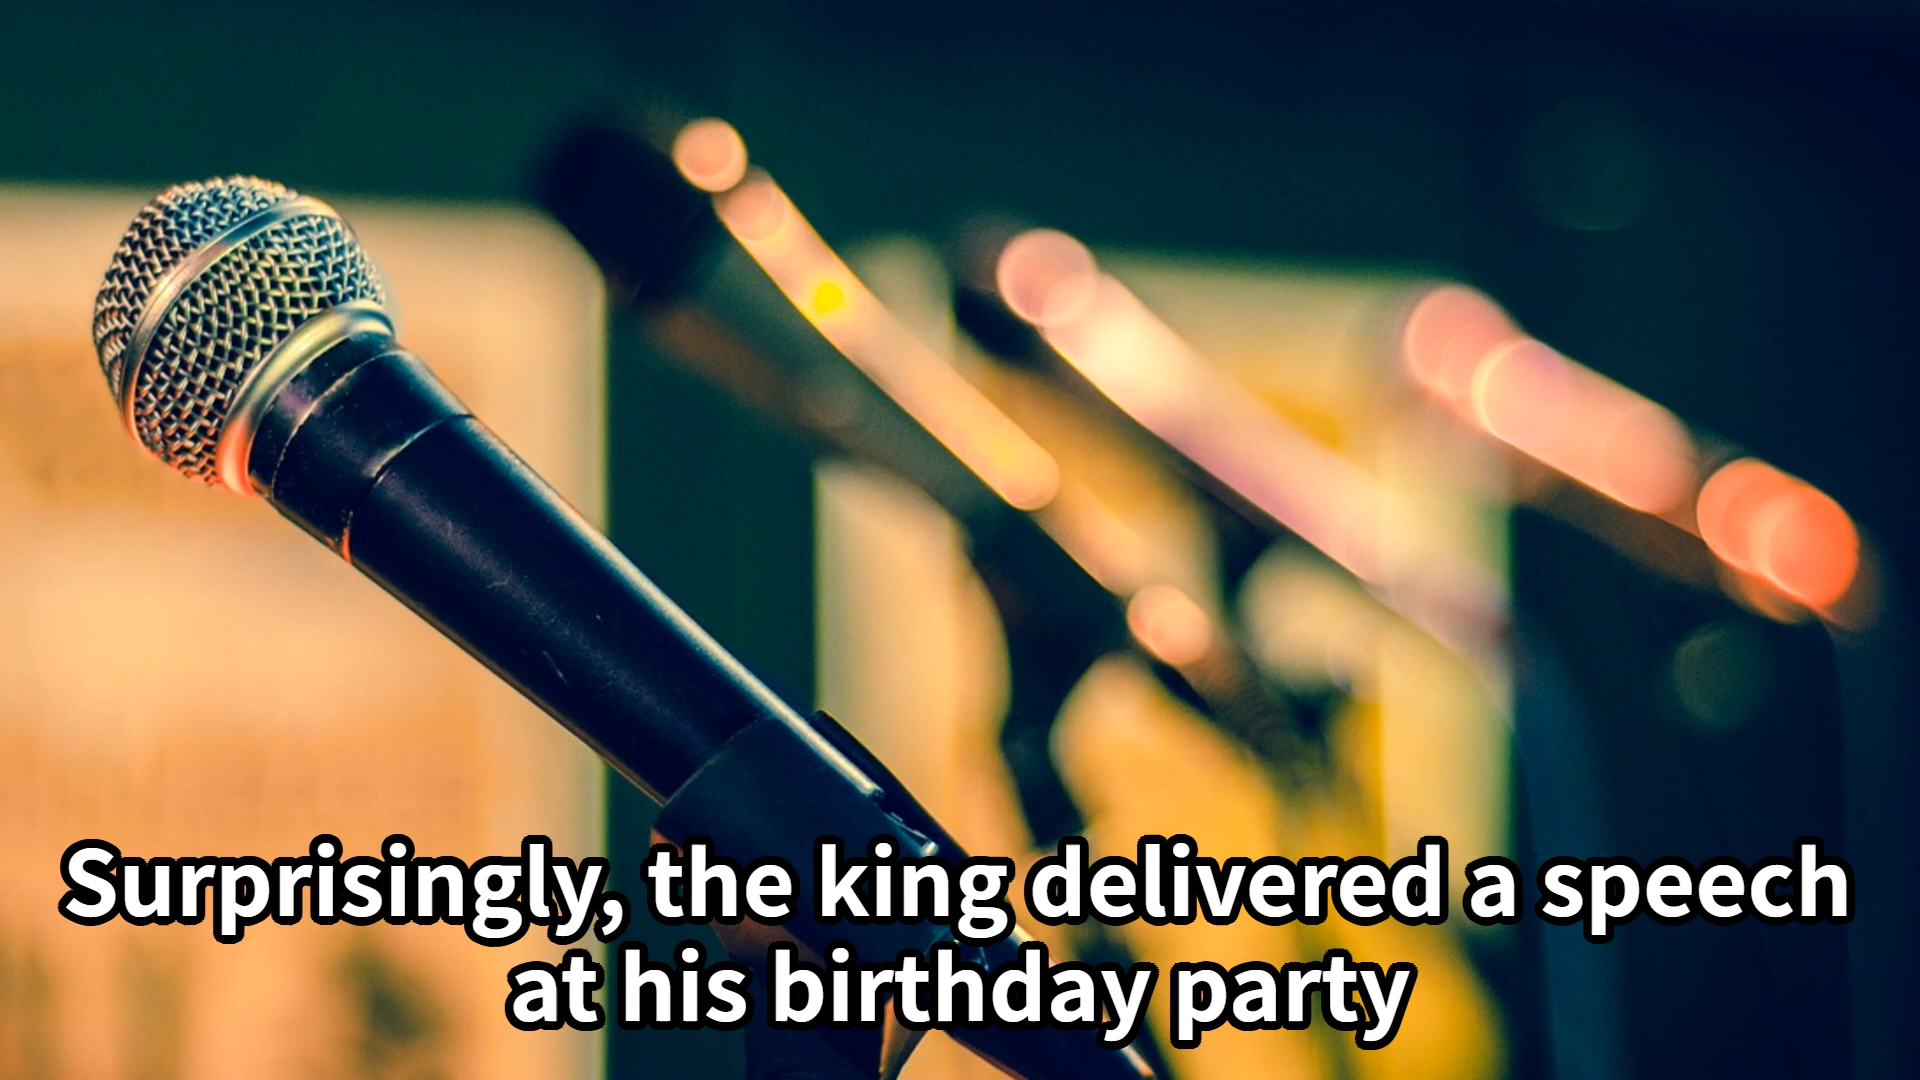 Surprisingly, the king delivered a speech
at his birthday party